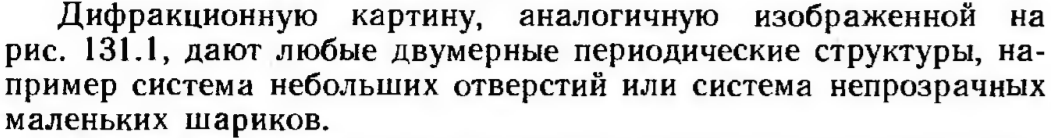 Дифракционную картину, аналогичную изображенной на
рис. 131.1, дают любые двумерные периодические структуры, на-
пример система небольших отверстий или система непрозрачных
маленьких шариков.